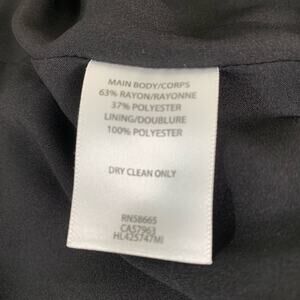 MAIN BODY/CORPS
63% RAYON/RAYONNE
37% POLYESTER
LINING/DOUBLURE
100% POLYESTER
DRY CLEAN ONLY
RN58665
CA57963
HL425747MI